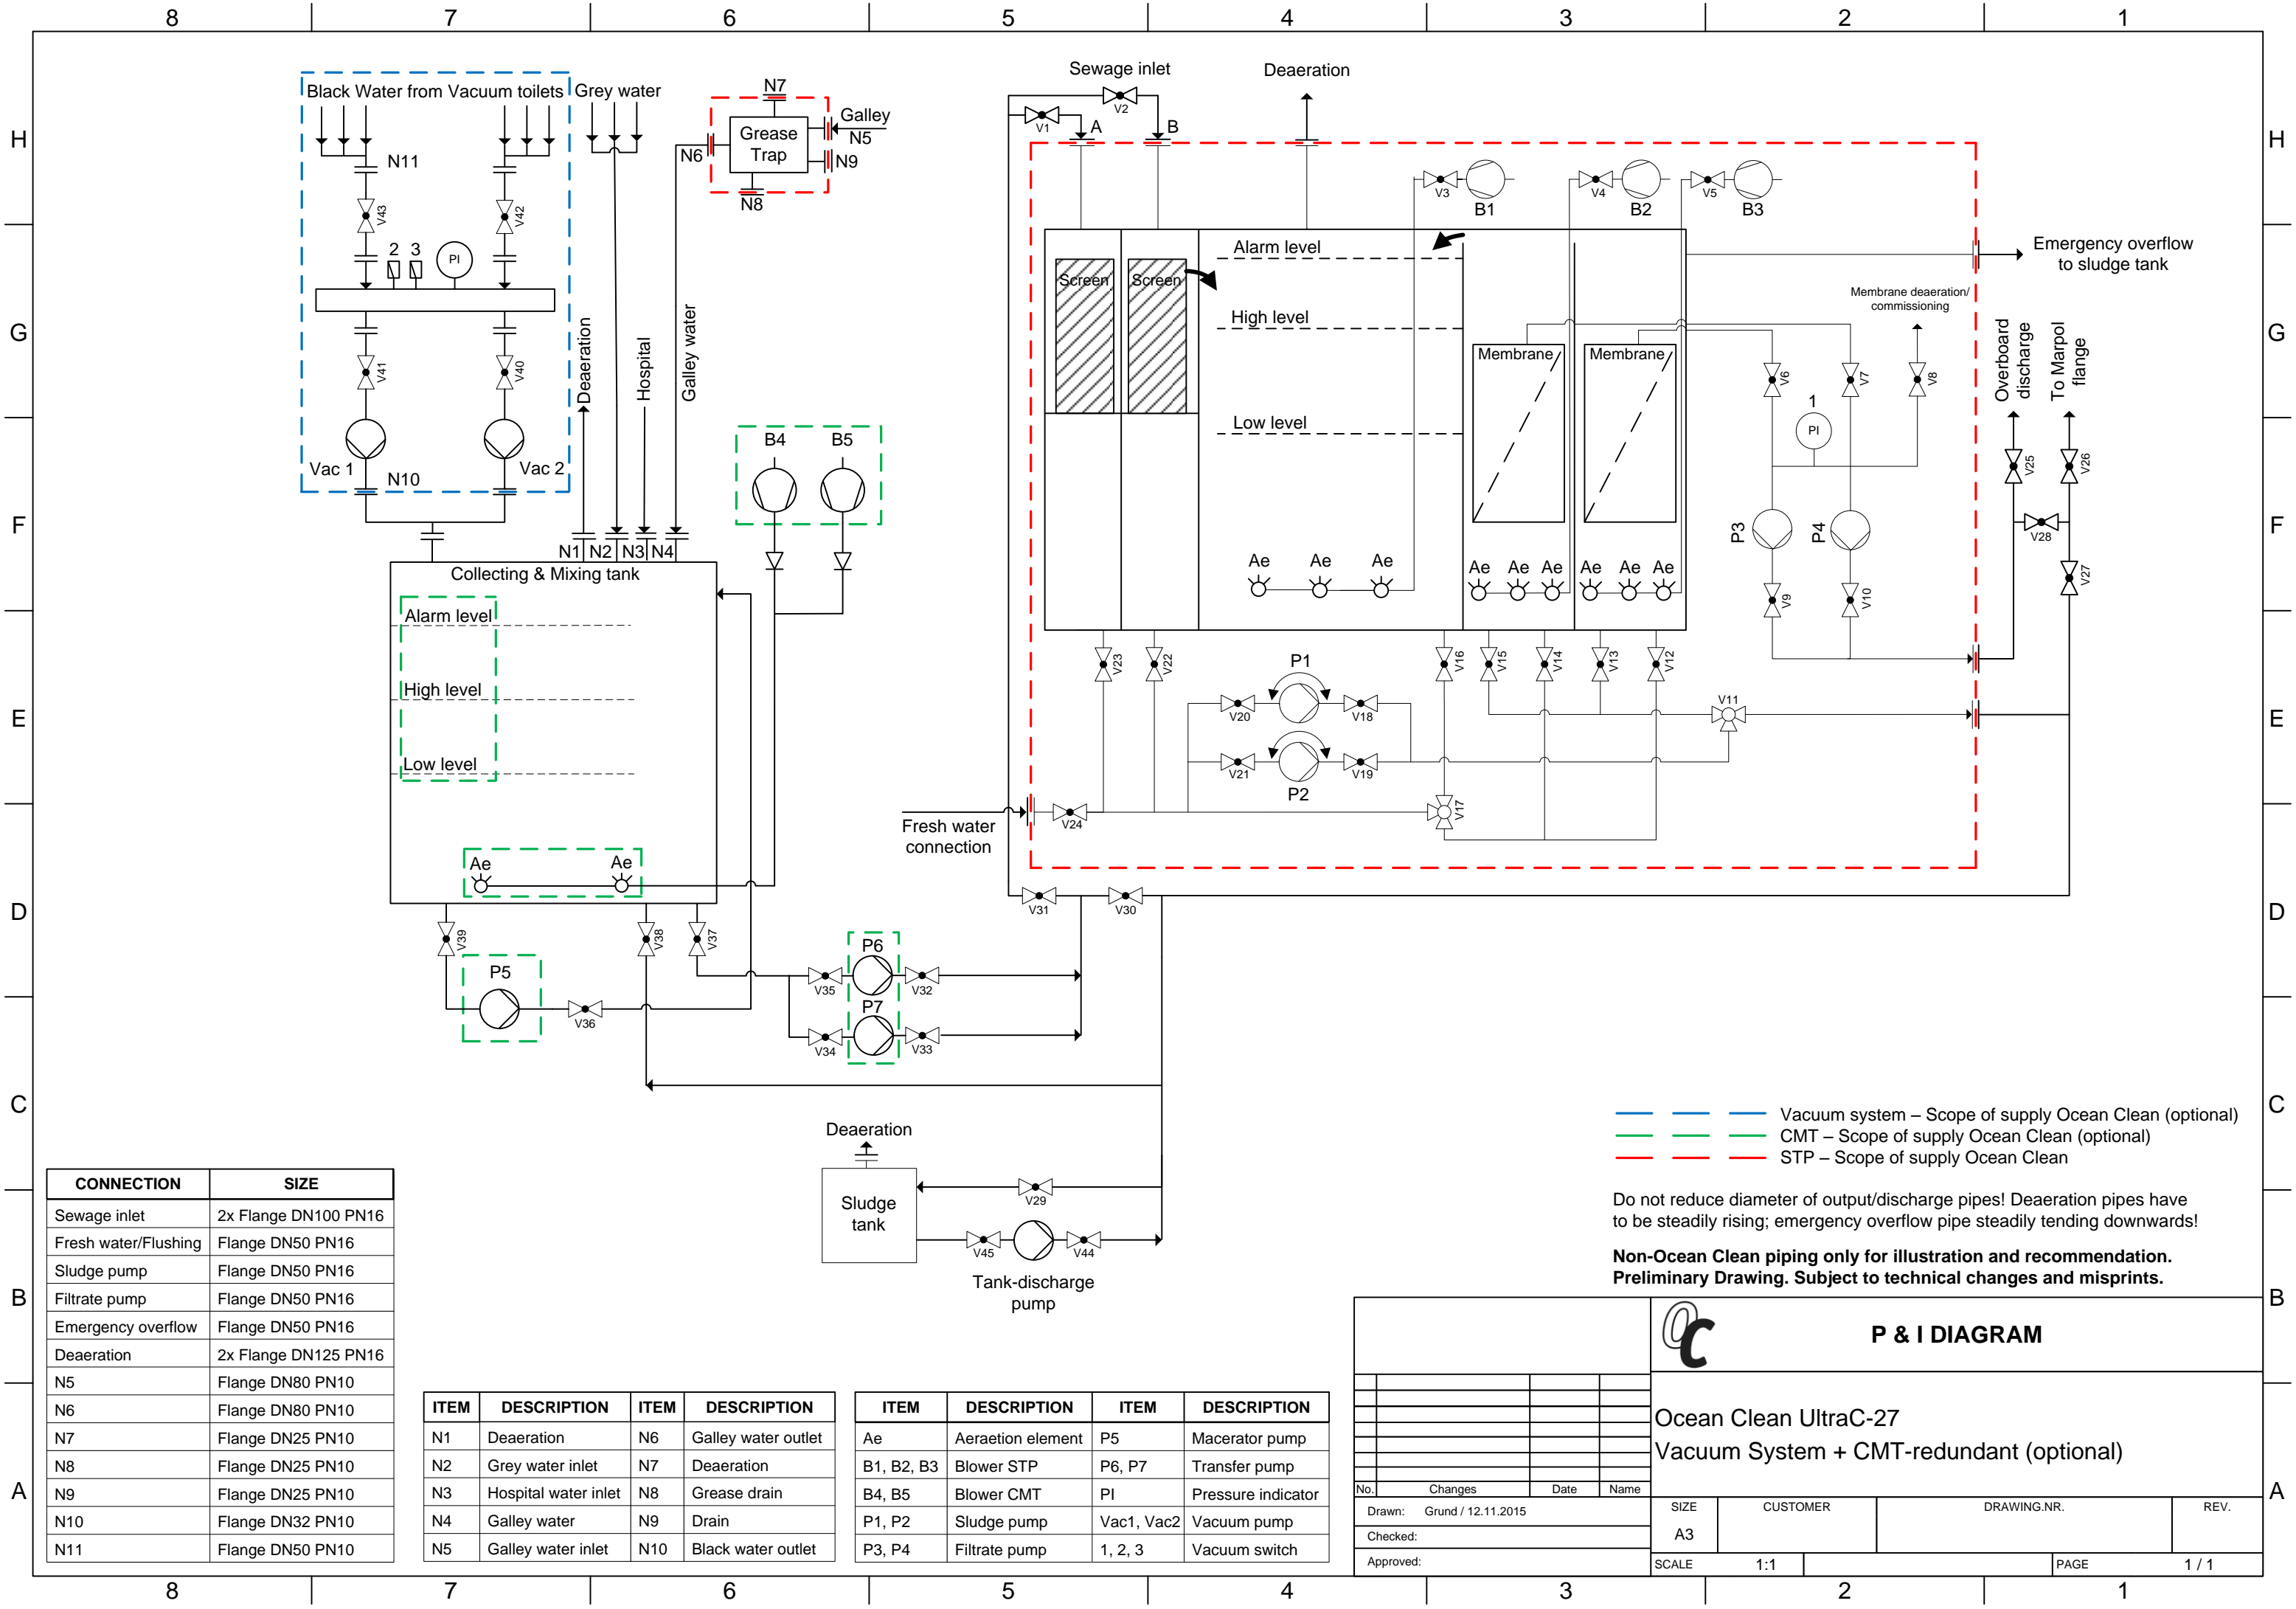 8 7 6 5 4 3 2 1
H H
G G
F F
E E
D D
C C
B B
A A
8 7 6 5 4 3 2 1
Black Water from Vacuum toilets
Grey water
N11
V43
V42
2 3
PI
V41
V40
Vac 1
Vac 2
N10
N7
Grease
Trap
Galley
N5
N6
N9
N8
Deaeration
Hospital
Galley water
N1 N2 N3 N4
B4 B5
Collecting & Mixing tank
Alarm level
High level
Low level
Ae Ae
V39
V38
V37
P5
V36
P6
V35
V32
P7
V34
V33
Sewage inlet
Deaeration
V2
V1
A
B
V3
B1
V4
B2
V5
B3
Screen
Screen
Alarm level
High level
Low level
Membrane
Membrane
Ae Ae Ae
Ae Ae Ae
Ae Ae Ae
Emergency overflow
to sludge tank
Membrane deaeration/
commissioning
V6
V7
V8
1
PI
P3
P4
V9
V10
Overboard
discharge
To Marpol
flange
V25
V26
V28
V27
V23
V22
V16
V15
V14
V13
V12
P1
V20
V18
V21
V19
P2
V11
V17
Fresh water
connection
V24
V31
V30
Deaeration
Sludge
tank
V29
V45
V44
Tank-discharge
pump
Vacuum system – Scope of supply Ocean Clean (optional)
CMT – Scope of supply Ocean Clean (optional)
STP – Scope of supply Ocean Clean
Do not reduce diameter of output/discharge pipes! Deaeration pipes have
to be steadily rising; emergency overflow pipe steadily tending downwards!
Non-Ocean Clean piping only for illustration and recommendation.
Preliminary Drawing. Subject to technical changes and misprints.
CONNECTION SIZE
Sewage inlet 2x Flange DN100 PN16
Fresh water/Flushing Flange DN50 PN16
Sludge pump Flange DN50 PN16
Filtrate pump Flange DN50 PN16
Emergency overflow Flange DN50 PN16
Deaeration 2x Flange DN125 PN16
N5 Flange DN80 PN10
N6 Flange DN80 PN10
N7 Flange DN25 PN10
N8 Flange DN25 PN10
N9 Flange DN25 PN10
N10 Flange DN32 PN10
N11 Flange DN50 PN10
ITEM DESCRIPTION ITEM DESCRIPTION
N1 Deaeration N6 Galley water outlet
N2 Grey water inlet N7 Deaeration
N3 Hospital water inlet N8 Grease drain
N4 Galley water N9 Drain
N5 Galley water inlet N10 Black water outlet
ITEM DESCRIPTION ITEM DESCRIPTION
Ae Aeraetion element P5 Macerator pump
B1, B2, B3 Blower STP P6, P7 Transfer pump
B4, B5 Blower CMT PI Pressure indicator
P1, P2 Sludge pump Vac1, Vac2 Vacuum pump
P3, P4 Filtrate pump 1, 2, 3 Vacuum switch
OC
P & I DIAGRAM
Ocean Clean UltraC-27
Vacuum System + CMT-redundant (optional)
No. Changes Date Name
Drawn: Grund / 12.11.2015
Checked:
Approved:
SIZE CUSTOMER DRAWING.NR. REV.
A3
SCALE 1:1 PAGE 1 / 1